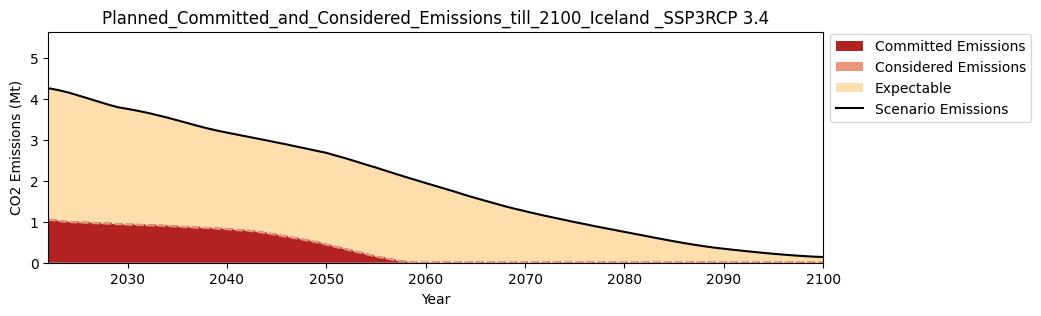 Planned_Committed_and_Considered_Emissions_till_2100_Iceland _SSP3RCP 3.4
Committed Emissions
Considered Emissions
Expectable
Scenario Emissions
CO2 Emissions (Mt)
5
4
3
2
1
0
2030 2040 2050 2060 2070 2080 2090 2100
Year